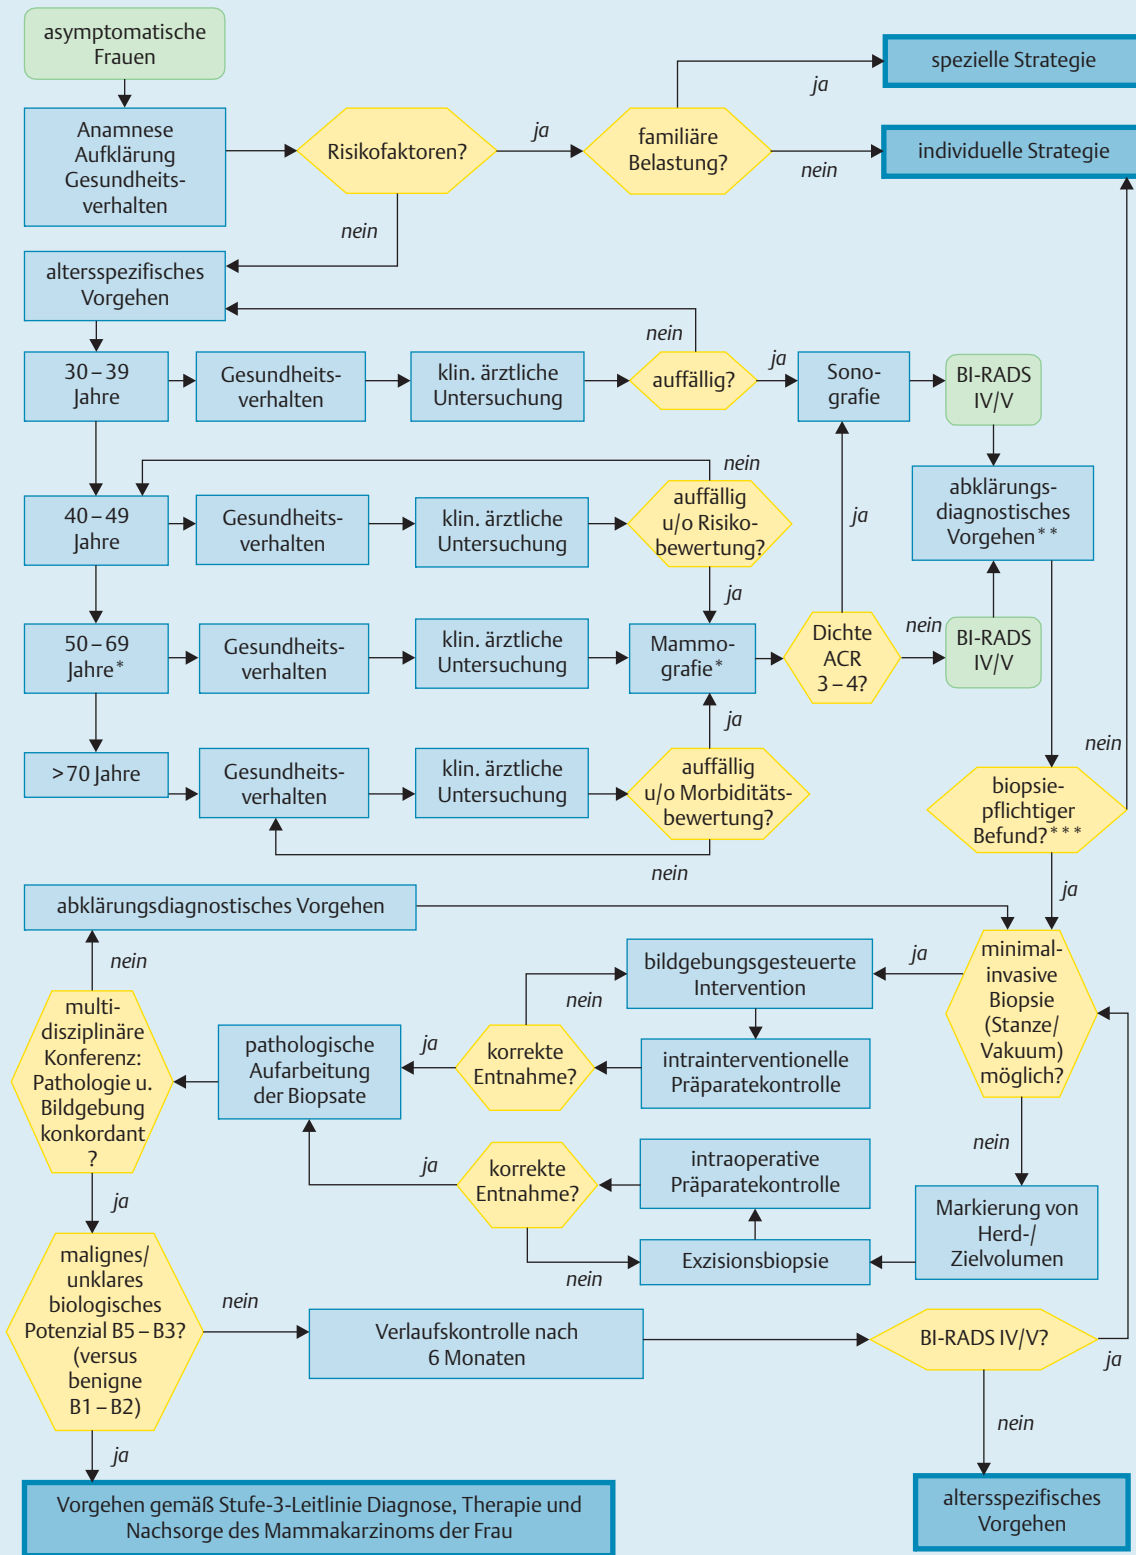 asymptomatische
Frauen
spezielle Strategie
ja
Anamnese
Aufklärung
Gesundheits-
verhalten
Risikofaktoren?
ja
familiäre
Belastung?
nein
individuelle Strategie
nein
altersspezifisches
Vorgehen
nein
30–39
Jahre
Gesundheits-
verhalten
klin. ärztliche
Untersuchung
auffällig?
ja
Sono-
grafie
BI-RADS
IV/V
nein
40–49
Jahre
Gesundheits-
verhalten
klin. ärztliche
Untersuchung
auffällig
u/o Risiko-
bewertung?
ja
ja
abklärungs-
diagnostisches
Vorgehen**
50–69
Jahre*
Gesundheits-
verhalten
klin. ärztliche
Untersuchung
Mammo-
grafie*
Dichte
ACR
3–4?
nein
BI-RADS
IV/V
ja
>70 Jahre
Gesundheits-
verhalten
klin. ärztliche
Untersuchung
auffällig
u/o Morbiditäts-
bewertung?
nein
nein
biopsie-
pflichtiger
Befund?***
ja
abklärungsdiagnostisches Vorgehen
nein
minimal-
invasive
Biopsie
(Stanze/
Vakuum)
möglich?
ja
bildgebungsgesteuerte
Intervention
nein
intrainterventionelle
Präparatekontrolle
korrekte
Entnahme?
ja
pathologische
Aufarbeitung
der Biopsate
multi-
disziplinäre
Konferenz:
Pathologie u.
Bildgebung
konkordant
?
nein
intraoperative
Präparatekontrolle
korrekte
Entnahme?
ja
Markierung von
Herd-/
Zielvolumen
Exzisionsbiopsie
nein
ja
malignes/
unklares
biologisches
Potenzial B5–B3?
(versus
benigne
B1–B2)
nein
Verlaufskontrolle nach
6 Monaten
BI-RADS IV/V?
ja
nein
ja
Vorgehen gemäß Stufe-3-Leitlinie Diagnose, Therapie und
Nachsorge des Mammakarzinoms der Frau
altersspezifisches
Vorgehen